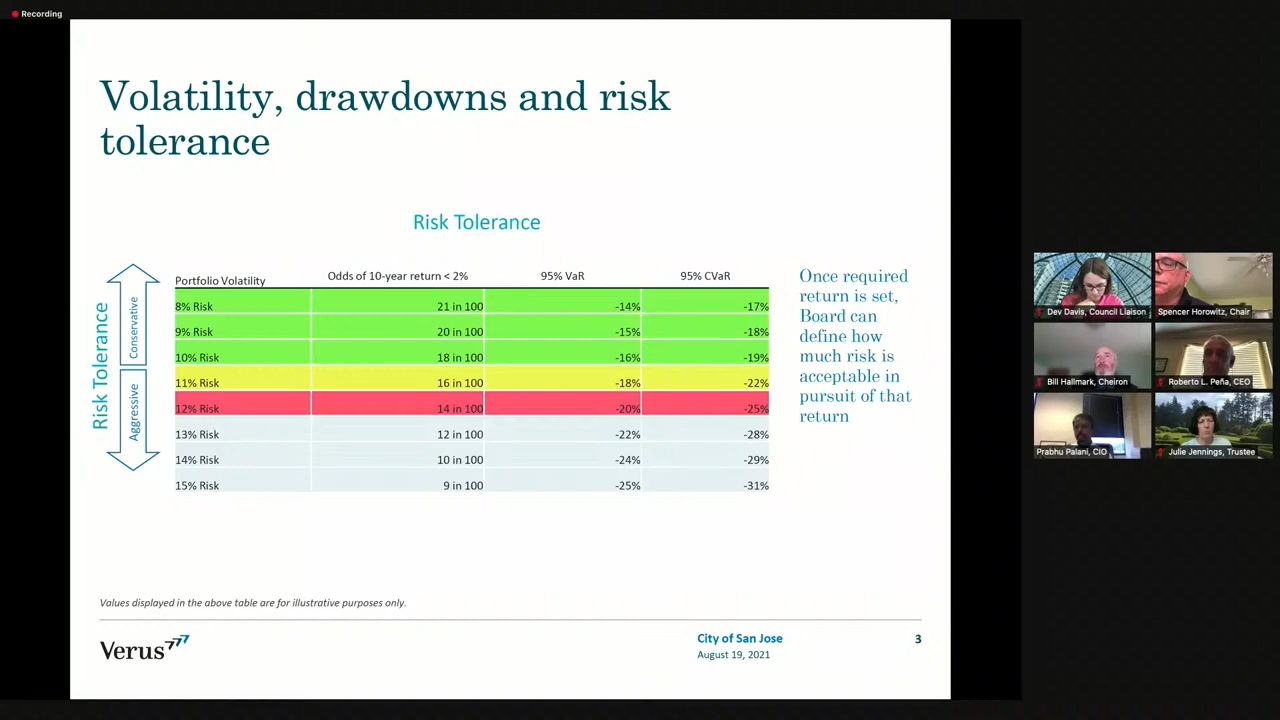 Recording
Volatility, drawdowns and risk
tolerance
Risk Tolerance
Risk Tolerance
Conservative
Aggressive
Portfolio Volatility Odds of 10-year return < 2% 95% VaR 95% CVaR
8% Risk 21 in 100 -14% -17%
9% Risk 20 in 100 -15% -18%
10% Risk 18 in 100 -16% -19%
11% Risk 16 in 100 -18% -22%
12% Risk 14 in 100 -20% -25%
13% Risk 12 in 100 -22% -28%
14% Risk 10 in 100 -24% -29%
15% Risk 9 in 100 -25% -31%
Once required
return is set,
Board can
define how
much risk is
acceptable in
pursuit of that
return
Values displayed in the above table are for illustrative purposes only.
Verus
City of San Jose
August 19, 2021
3
Dev Davis, Council Liaison
Spencer Horowitz, Chair
Bill Hallmark, Cheiron
Roberto L. Peña, CEO
Prabhu Palani, CIO
Julie Jennings, Trustee